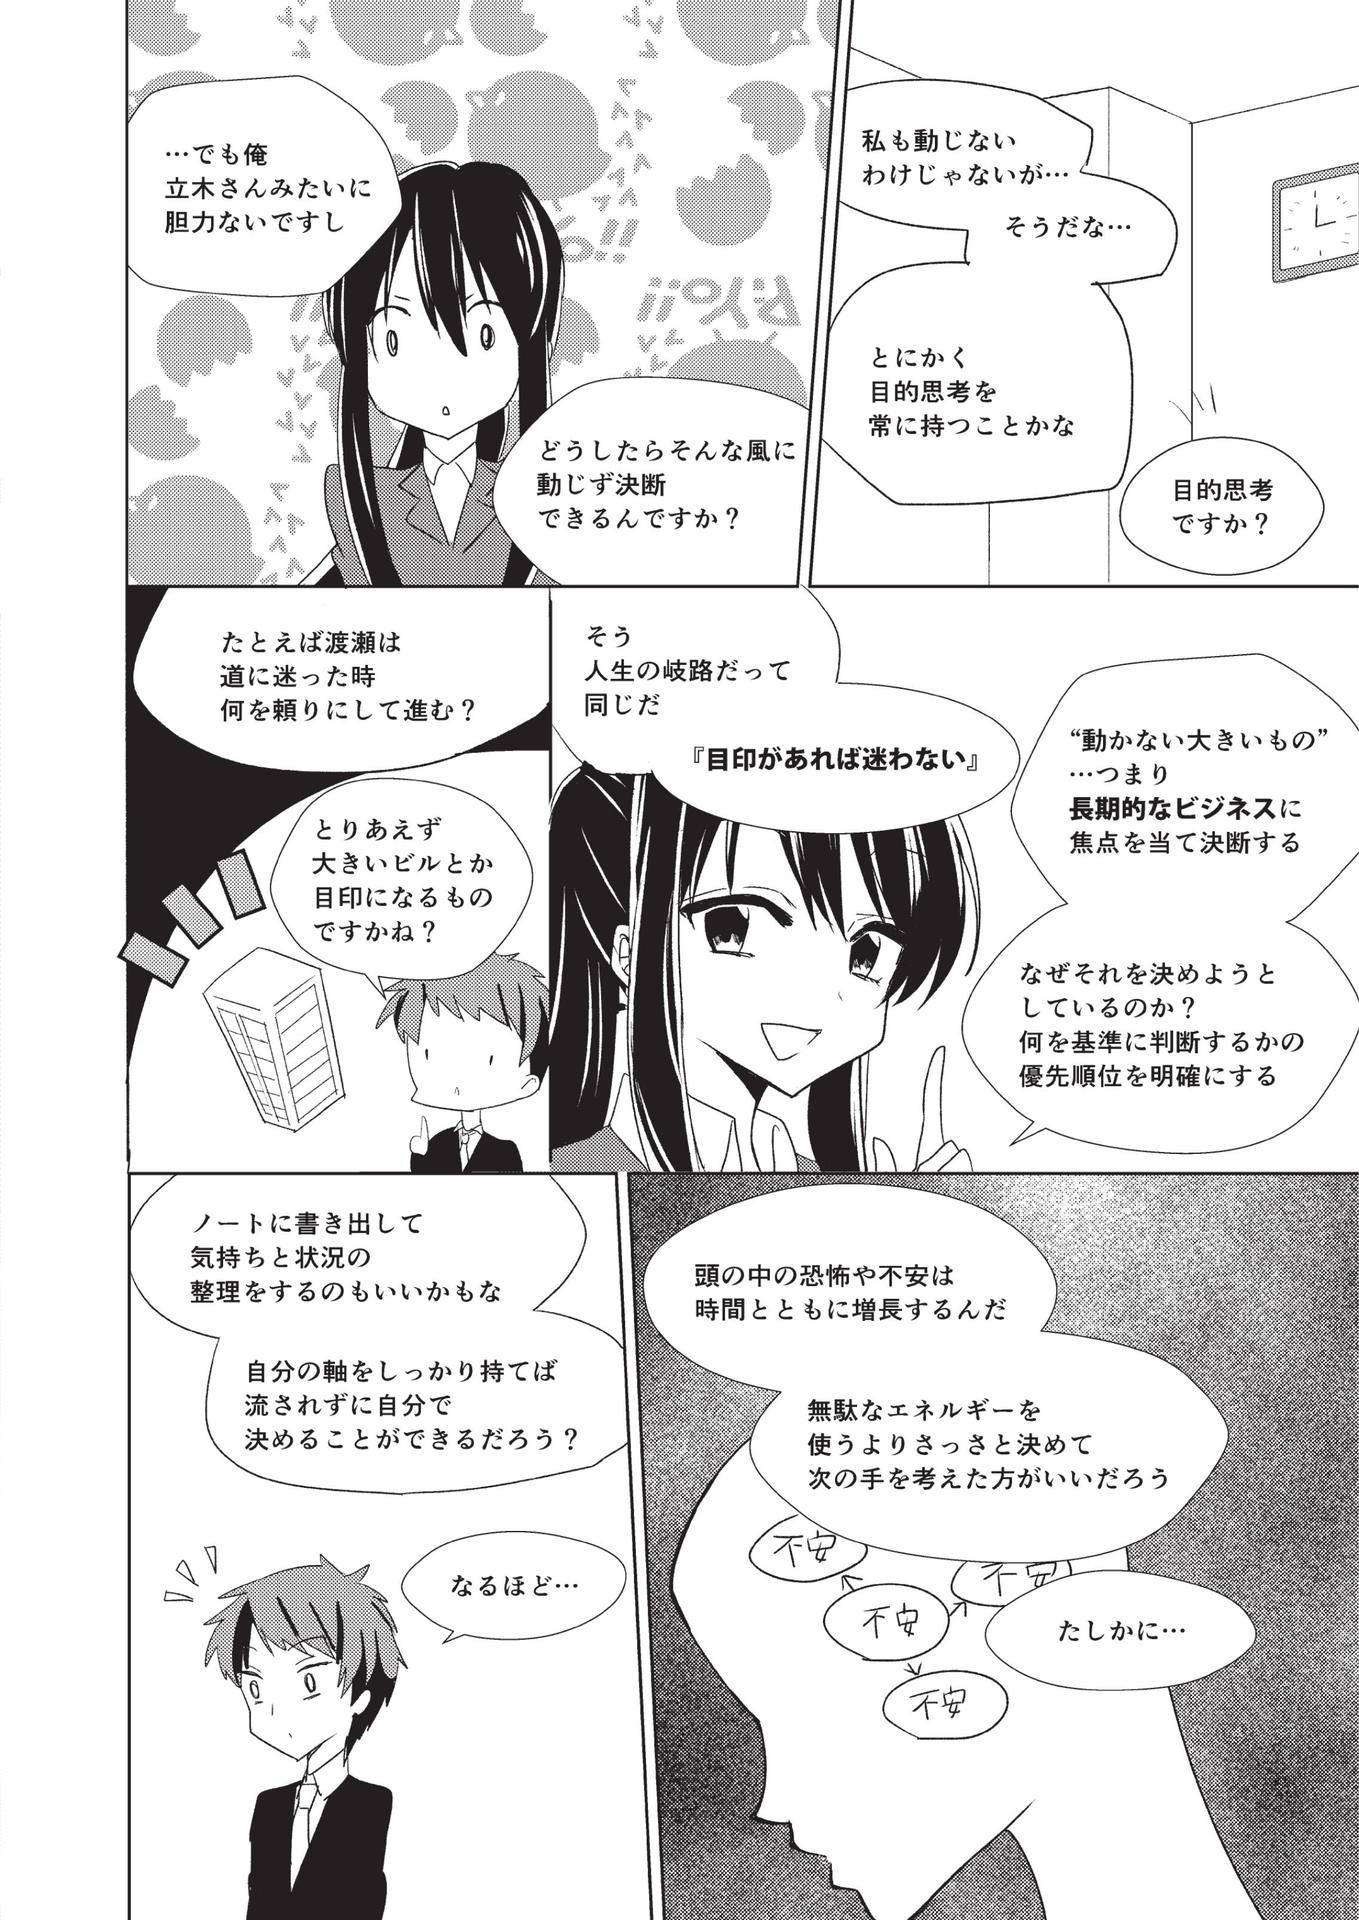 …でも俺
立木さんみたいに
胆力ないですし
どうしたらそんな風に
動じず決断
できるんですか？
私も動じない
わけじゃないが…
そうだな…
とにかく
目的思考を
常に持つことかな
目的思考
ですか？
たとえば渡瀬は
道に迷った時
何を頼りにして進む？
とりあえず
大きいビルとか
目印になるもの
ですかね？
そう
人生の岐路だって
同じだ
『目印があれば迷わない』
“動かない大きいもの”
…つまり
長期的なビジネスに
焦点を当て決断する
なぜそれを決めようと
しているのか？
何を基準に判断するかの
優先順位を明確にする
ノートに書き出して
気持ちと状況の
整理をするのもいいかもな
自分の軸をしっかり持てば
流されずに自分で
決めることができるだろう？
なるほど…
頭の中の恐怖や不安は
時間とともに増長するんだ
無駄なエネルギーを
使うよりさっさと決めて
次の手を考えた方がいいだろう
不安
不安
不安
不安
たしかに…